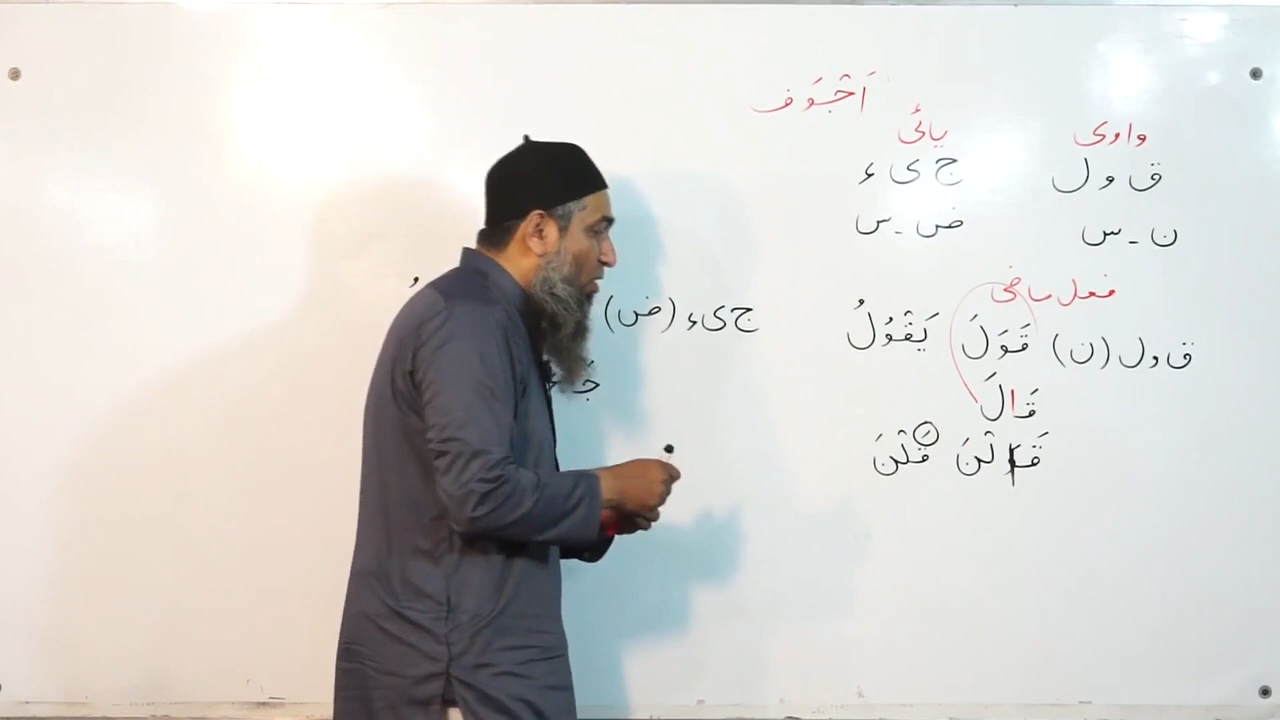 اَجْوَف
واوی یائی
ق و ل ج ی ء
ن - س ض - س
فعل ماضی
ق و ل (ن) قَوَلَ يَقْوُلُ ج ی ء (ض)
قَالَ
قَالْنَ قَلْنَ